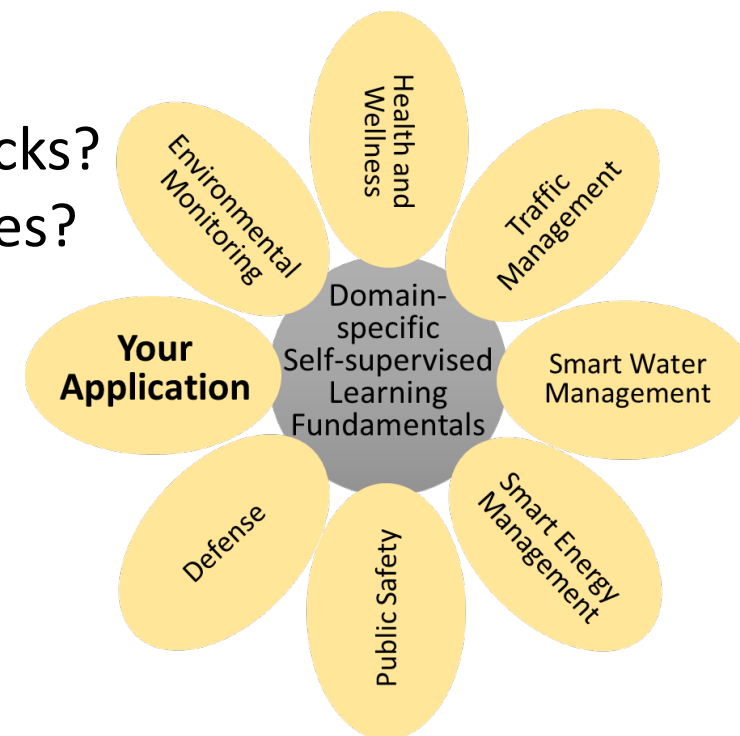 cks?
es?
Health and
Wellness
Traffic
Management
Smart Water
Management
Smart Energy
Management
Public Safety
Defense
Your
Application
Environmental
Monitoring
Domain-
specific
Self-supervised
Learning
Fundamentals